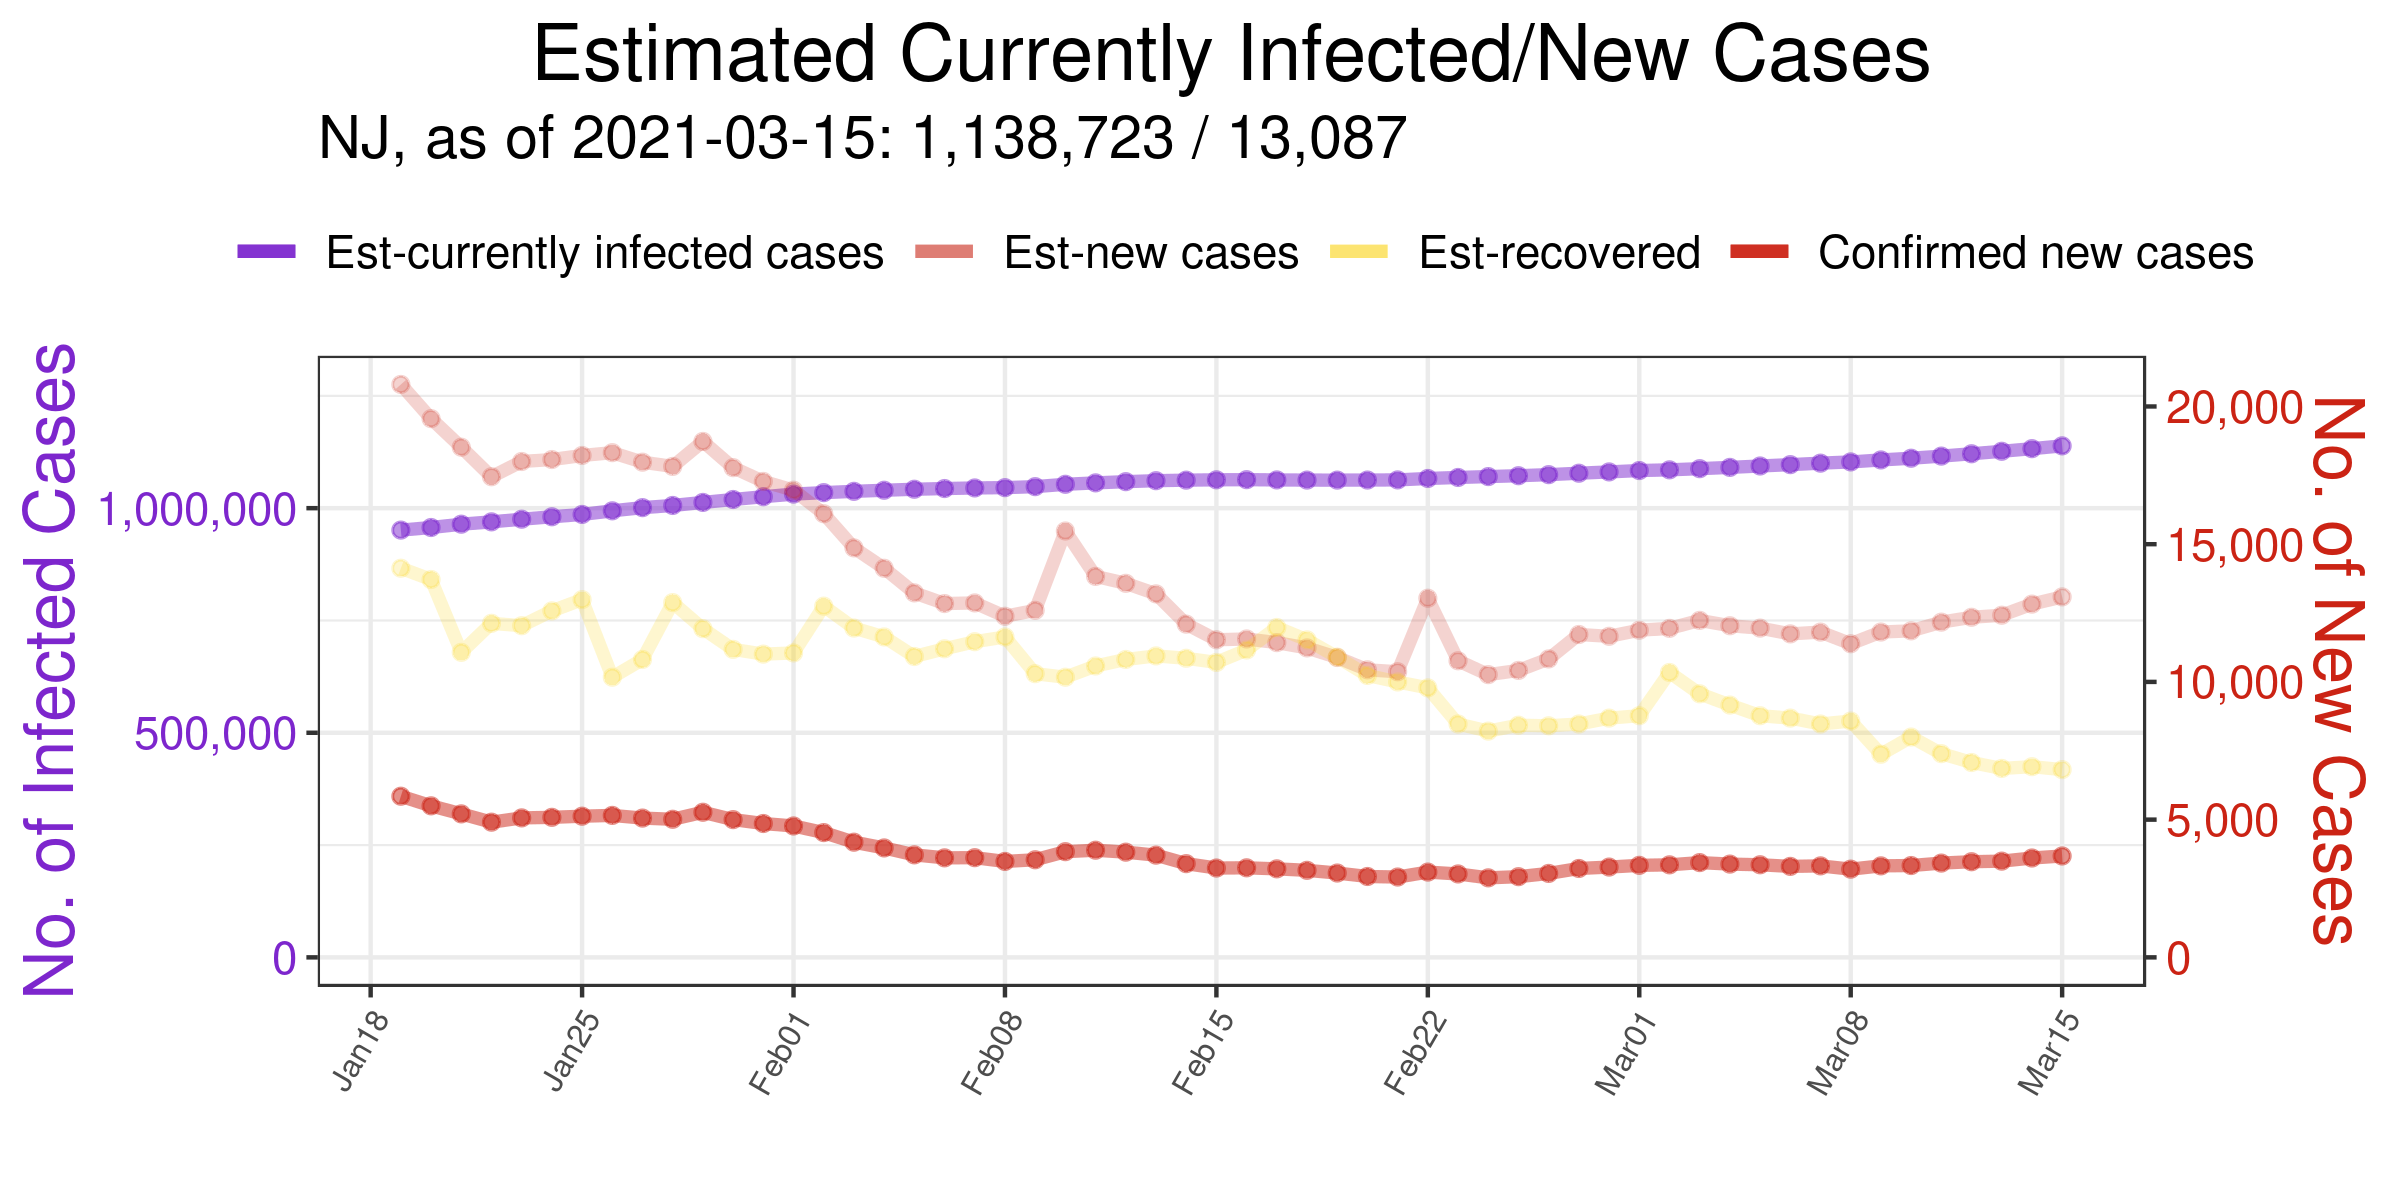 Estimated Currently Infected/New Cases
NJ, as of 2021-03-15: 1,138,723 / 13,087
Est-currently infected cases Est-new cases Est-recovered Confirmed new cases
No. of Infected Cases
1,000,000
500,000
0
20,000
15,000
10,000
5,000
0
No. of New Cases
Jan18 Jan25 Feb01 Feb08 Feb15 Feb22 Mar01 Mar08 Mar15